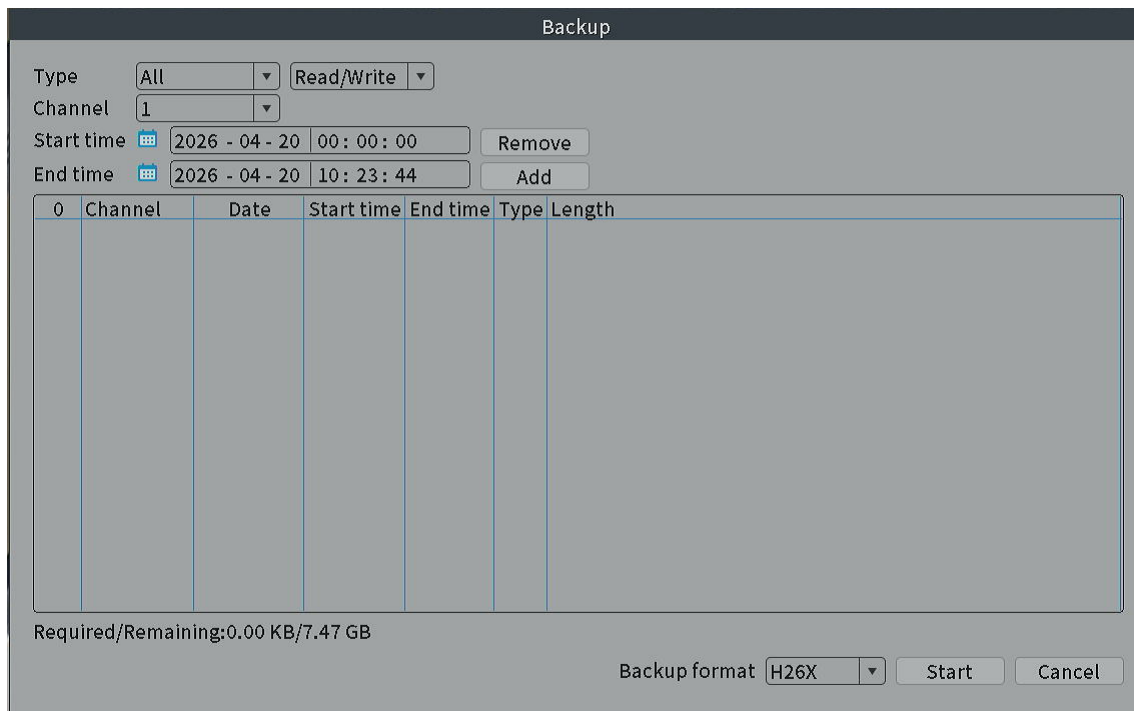 Backup
Type All Read/Write
Channel 1
Start time 2026 - 04 - 20 00: 00: 00 Remove
End time 2026 - 04 - 20 10: 23: 44 Add
0 Channel Date Start time End time Type Length
Required/Remaining:0.00 KB/7.47 GB
Backup format H26X Start Cancel